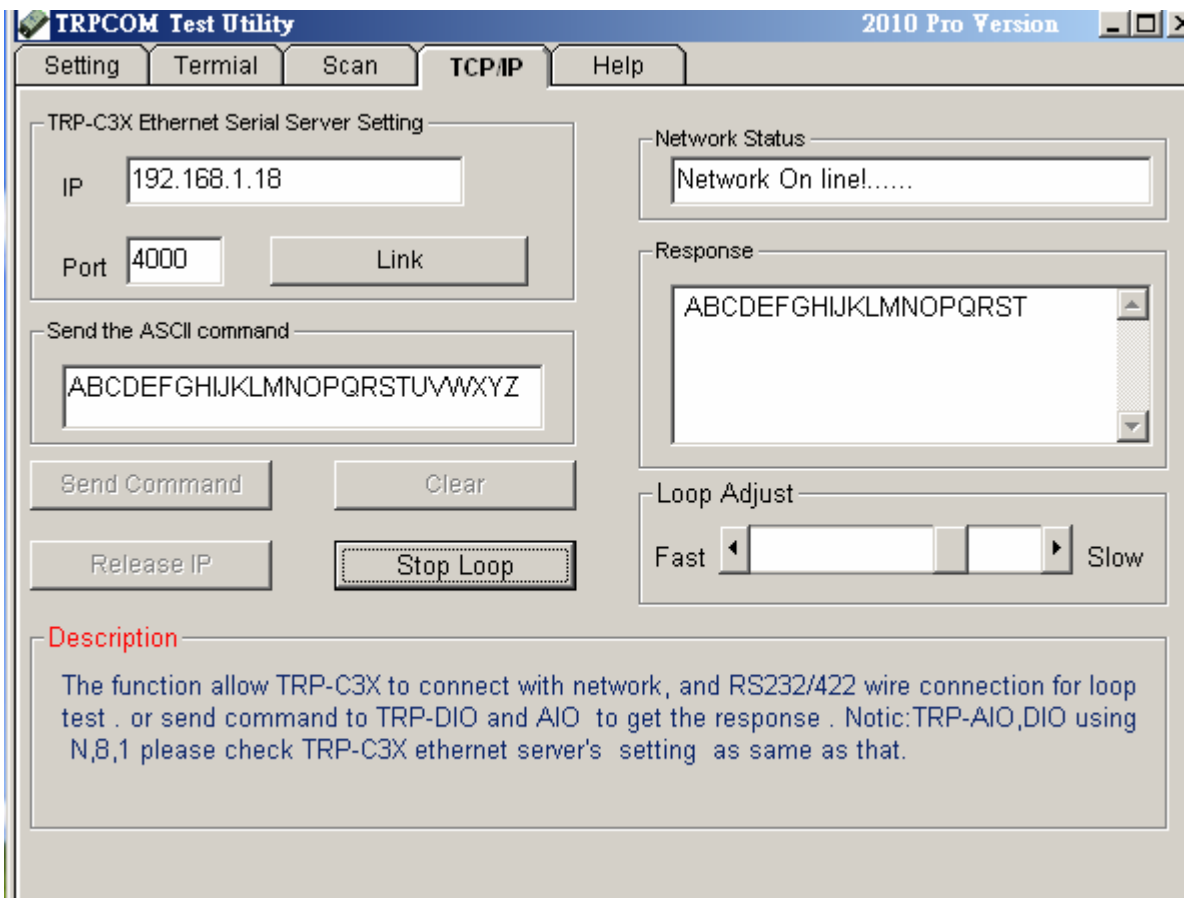 TRPCOM Test Utility 2010 Pro Version
Setting Termial Scan TCP/IP Help
TRP-C3X Ethernet Serial Server Setting
IP 192.168.1.18
Port 4000 Link
Send the ASCII command
ABCDEFGHIJKLMNOPQRSTUVWXYZ
Send Command Clear
Release IP Stop Loop
Network Status
Network On line!......
Response
ABCDEFGHIJKLMNOPQRST
Loop Adjust
Fast Slow
Description
The function allow TRP-C3X to connect with network, and RS232/422 wire connection for loop
test . or send command to TRP-DIO and AIO to get the response . Notic:TRP-AIO,DIO using
N,8,1 please check TRP-C3X ethernet server's setting as same as that.